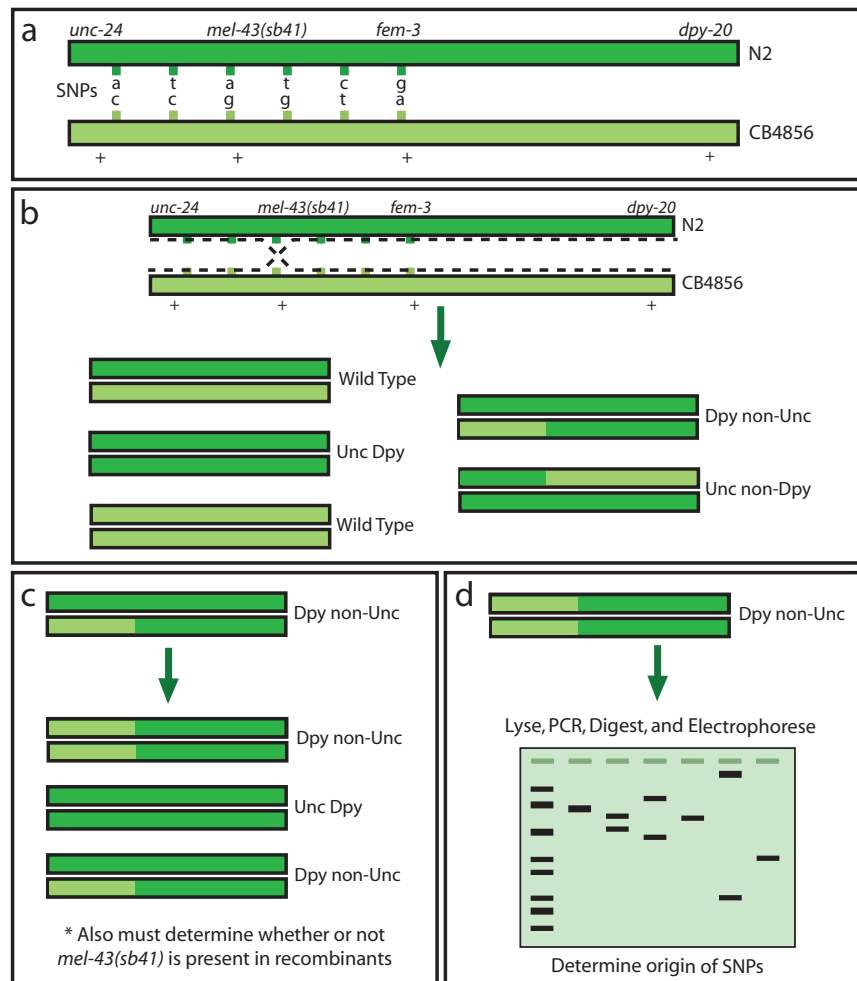 a
unc-24 mel-43(sb41) fem-3 dpy-20
N2
SNPs
a t a t c g
c c g g t a
CB4856
+ + + +
b
unc-24 mel-43(sb41) fem-3 dpy-20
N2
CB4856
+ + + +
Wild Type
Unc Dpy
Wild Type
Dpy non-Unc
Unc non-Dpy
c
Dpy non-Unc
Dpy non-Unc
Unc Dpy
Dpy non-Unc
* Also must determine whether or not
mel-43(sb41) is present in recombinants
d
Dpy non-Unc
Lyse, PCR, Digest, and Electrophorese
Determine origin of SNPs